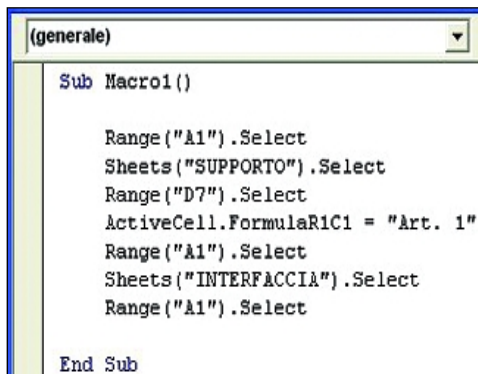 (generale)
Sub Macro1()
Range("A1").Select
Sheets("SUPPORTO").Select
Range("D7").Select
ActiveCell.FormulaR1C1 = "Art. 1"
Range("A1").Select
Sheets("INTERFACCIA").Select
Range("A1").Select
End Sub